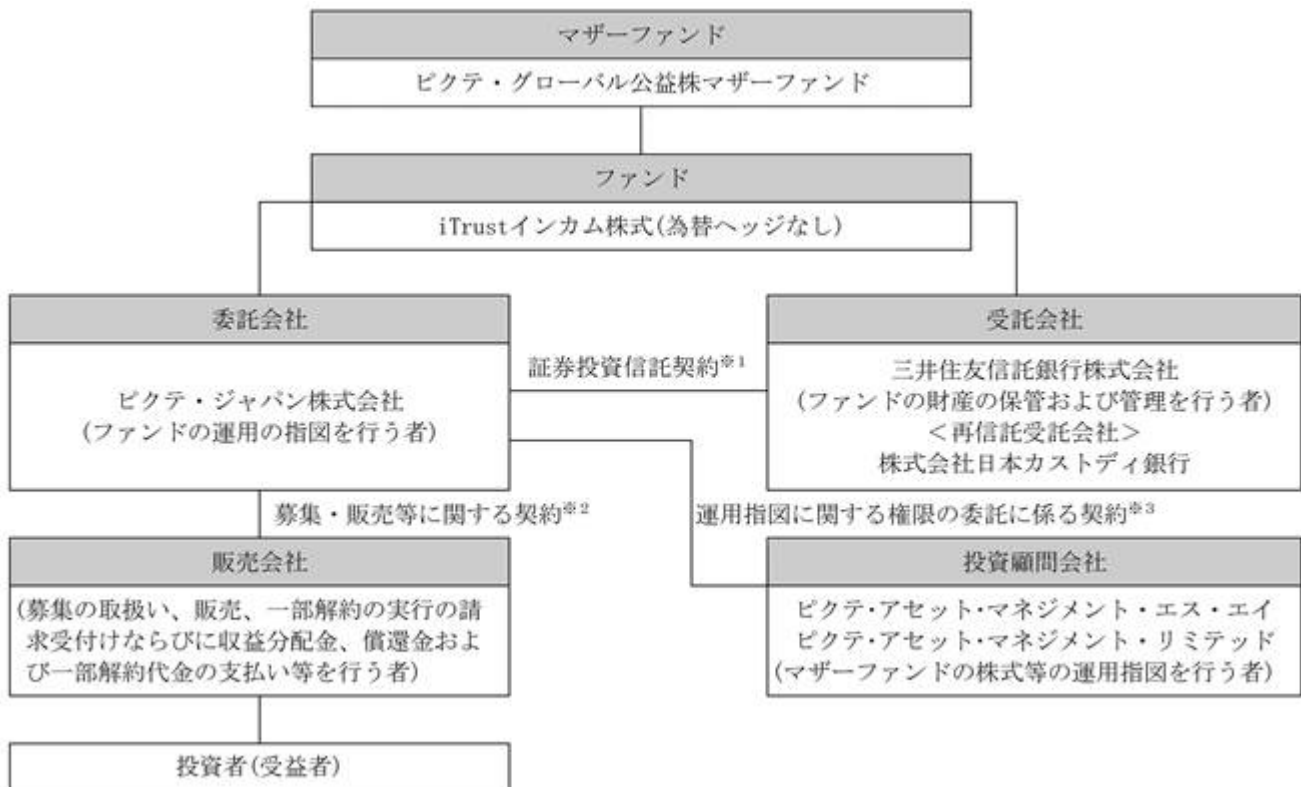 マザーファンド
ピクテ・グローバル公益株マザーファンド
ファンド
iTrustインカム株式(為替ヘッジなし)
委託会社
ピクテ・ジャパン株式会社
(ファンドの運用の指図を行う者)
証券投資信託契約※1
受託会社
三井住友信託銀行株式会社
(ファンドの財産の保管および管理を行う者)
<再信託受託会社>
株式会社日本カストディ銀行
募集・販売等に関する契約※2
運用指図に関する権限の委託に係る契約※3
販売会社
(募集の取扱い、販売、一部解約の実行の請
求受付けならびに収益分配金、償還金およ
び一部解約代金の支払い等を行う者)
投資顧問会社
ピクテ・アセット・マネジメント・エス・エイ
ピクテ・アセット・マネジメント・リミテッド
(マザーファンドの株式等の運用指図を行う者)
投資者(受益者)